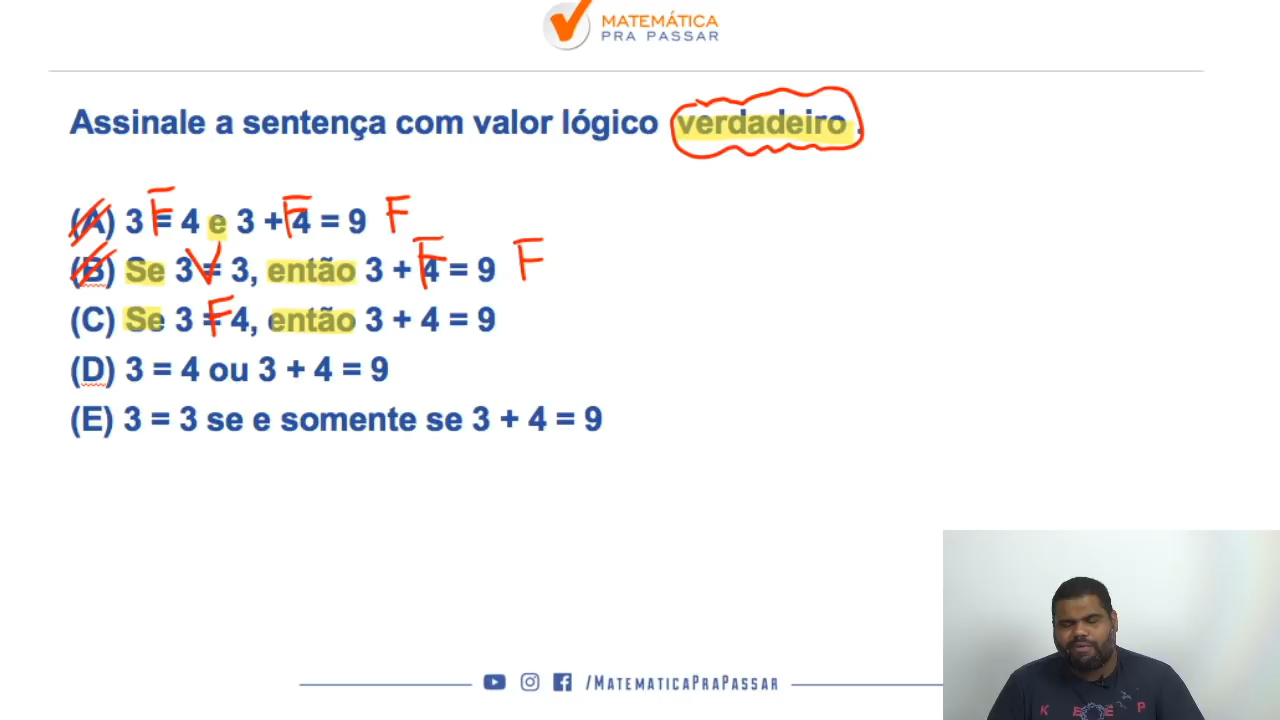 MATEMÁTICA
PRA PASSAR
Assinale a sentença com valor lógico verdadeiro.
(A) 3 = 4 e 3 + 4 = 9 F
F F
(B) Se 3 = 3, então 3 + 4 = 9 F
V F
(C) Se 3 = 4, então 3 + 4 = 9
F
(D) 3 = 4 ou 3 + 4 = 9
(E) 3 = 3 se e somente se 3 + 4 = 9
/MATEMATICAPRAPASSAR
K E E P